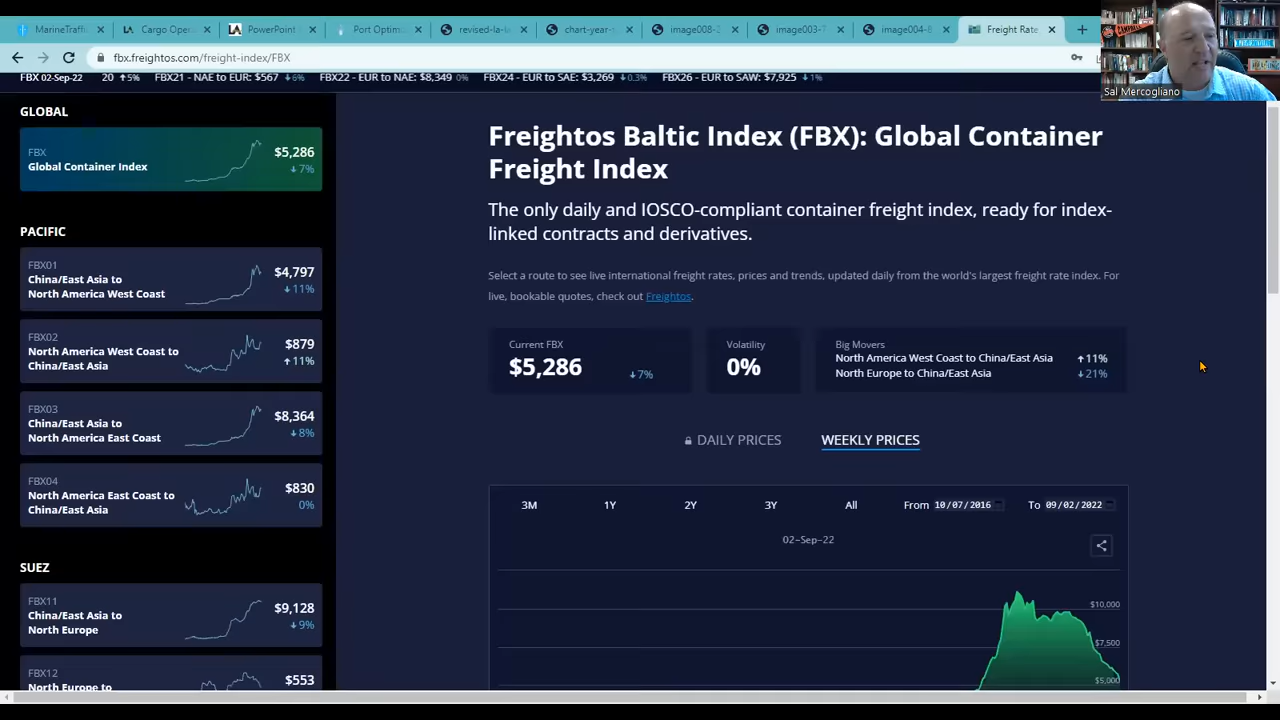 MarineTraffi
Cargo Oper
PowerPoint
Port Optimi
revised-la-l
chart-year-
image008-2
image003-7
image004-8
Freight Rate
fbx.freightos.com/freight-index/FBX
Sal Mercogliano
FBX 02-Sep-22
20 5%
FBX21 - NAE to EUR: $567 6%
FBX22 - EUR to NAE: $8,349 0%
FBX24 - EUR to SAE: $3,269 0.3%
FBX26 - EUR to SAW: $7,925 1%
GLOBAL
FBX
Global Container Index
$5,286
7%
PACIFIC
FBX01
China/East Asia to
North America West Coast
$4,797
11%
FBX02
North America West Coast to
China/East Asia
$879
11%
FBX03
China/East Asia to
North America East Coast
$8,364
8%
FBX04
North America East Coast to
China/East Asia
$830
0%
SUEZ
FBX11
China/East Asia to
North Europe
$9,128
9%
FBX12
North Europe to
$553
Freightos Baltic Index (FBX): Global Container
Freight Index
The only daily and IOSCO-compliant container freight index, ready for index-
linked contracts and derivatives.
Select a route to see live international freight rates, prices and trends, updated daily from the world's largest freight rate index. For
live, bookable quotes, check out Freightos.
Current FBX
$5,286
7%
Volatility
0%
Big Movers
North America West Coast to China/East Asia 11%
North Europe to China/East Asia 21%
DAILY PRICES
WEEKLY PRICES
3M 1Y 2Y 3Y All From 10/07/2016 To 09/02/2022
02-Sep-22
$10,000
$7,500
$5,000